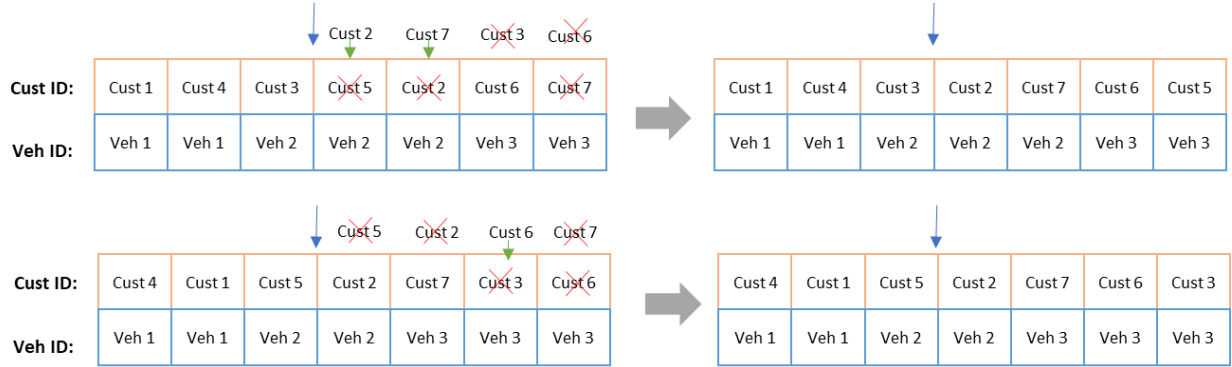 Cust 2 Cust 7 Cust 3 Cust 6
Cust ID: Cust 1 Cust 4 Cust 3 Cust 5 Cust 2 Cust 6 Cust 7 Cust 1 Cust 4 Cust 3 Cust 2 Cust 7 Cust 6 Cust 5
Veh ID: Veh 1 Veh 1 Veh 2 Veh 2 Veh 2 Veh 3 Veh 3 Veh 1 Veh 1 Veh 2 Veh 2 Veh 2 Veh 3 Veh 3
Cust 5 Cust 2 Cust 6 Cust 7
Cust ID: Cust 4 Cust 1 Cust 5 Cust 2 Cust 7 Cust 3 Cust 6 Cust 4 Cust 1 Cust 5 Cust 2 Cust 7 Cust 6 Cust 3
Veh ID: Veh 1 Veh 1 Veh 2 Veh 2 Veh 3 Veh 3 Veh 3 Veh 1 Veh 1 Veh 2 Veh 2 Veh 3 Veh 3 Veh 3